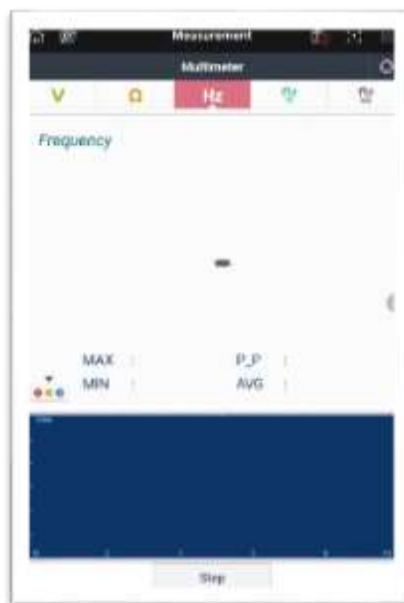 Measurement
Multimeter
V Ω Hz
Frequency
-
MAX : P_P :
MIN : AVG :
Stop